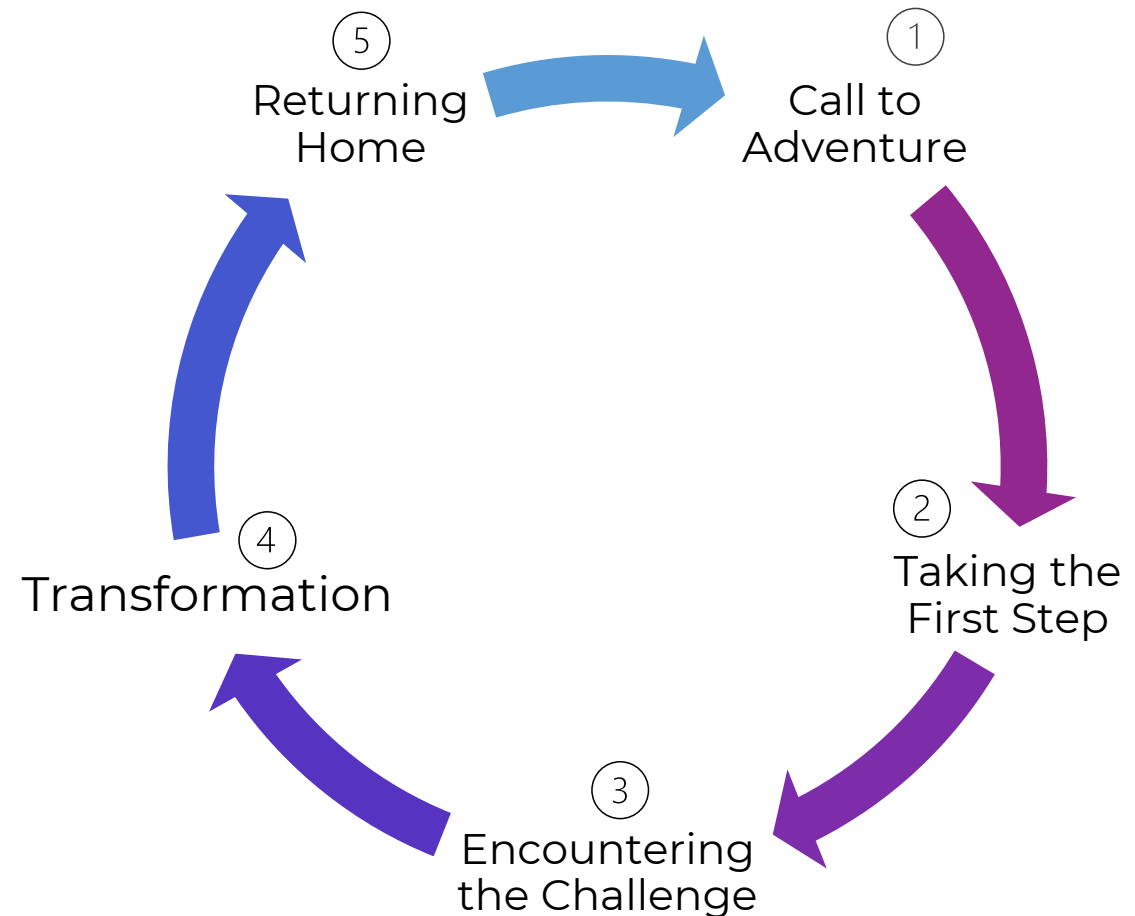 1
Call to
Adventure
2
Taking the
First Step
3
Encountering
the Challenge
4
Transformation
5
Returning
Home